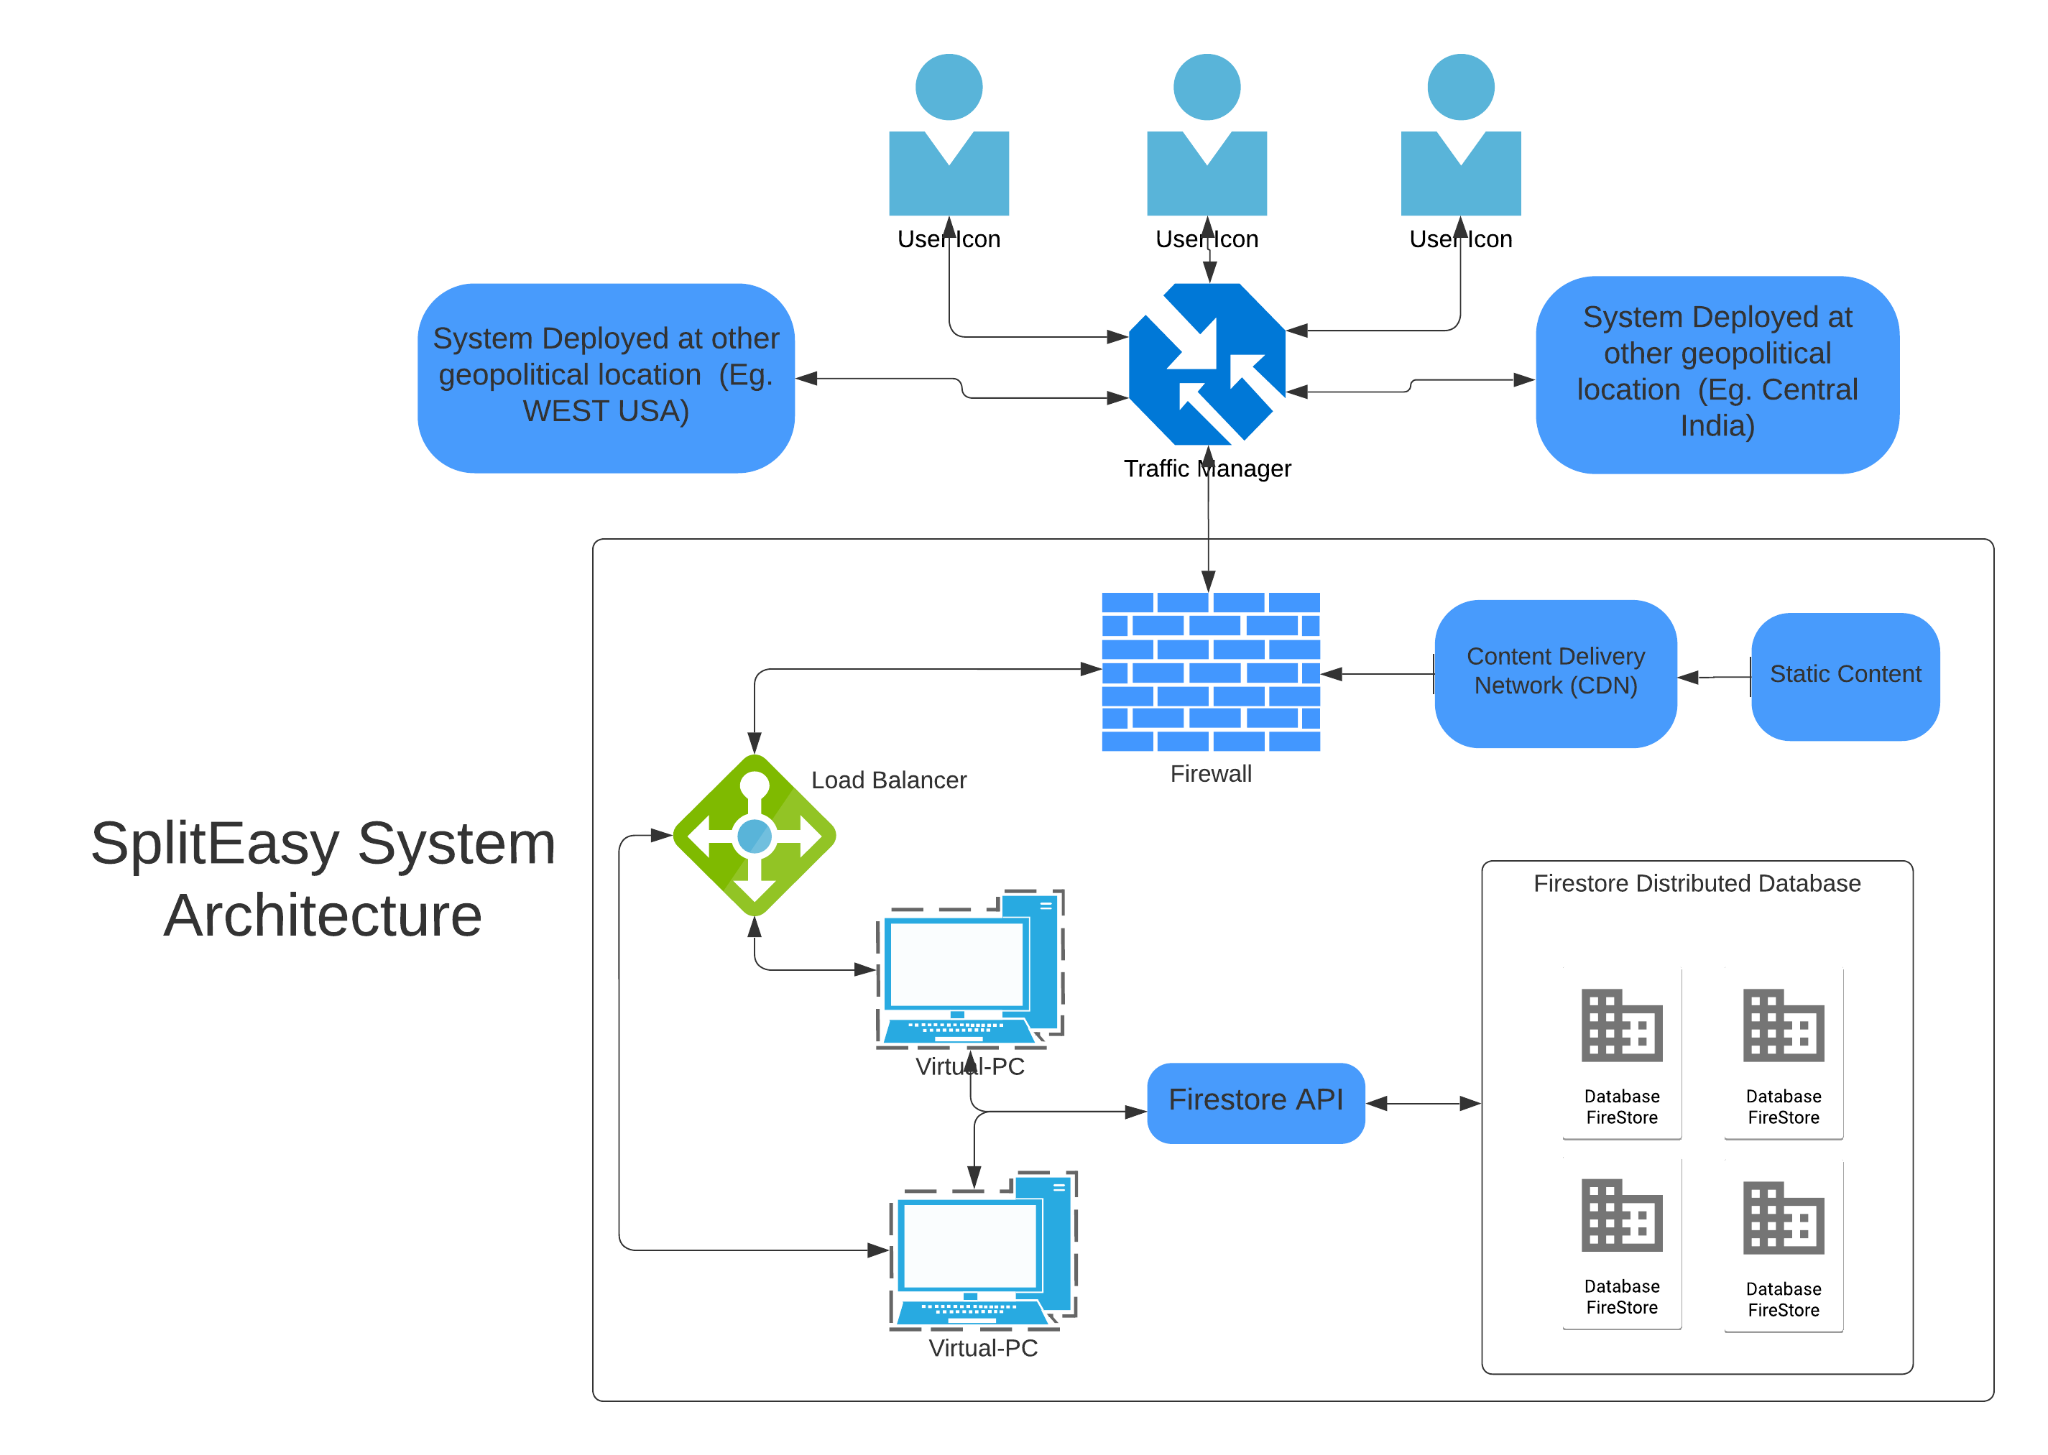 User Icon
User Icon
User Icon
System Deployed at other
geopolitical location (Eg.
WEST USA)
System Deployed at
other geopolitical
location (Eg. Central
India)
Traffic Manager
Content Delivery
Network (CDN)
Static Content
Firewall
Load Balancer
SplitEasy System
Architecture
Firestore Distributed Database
Virtual-PC
Firestore API
Database
FireStore
Database
FireStore
Database
FireStore
Database
FireStore
Virtual-PC